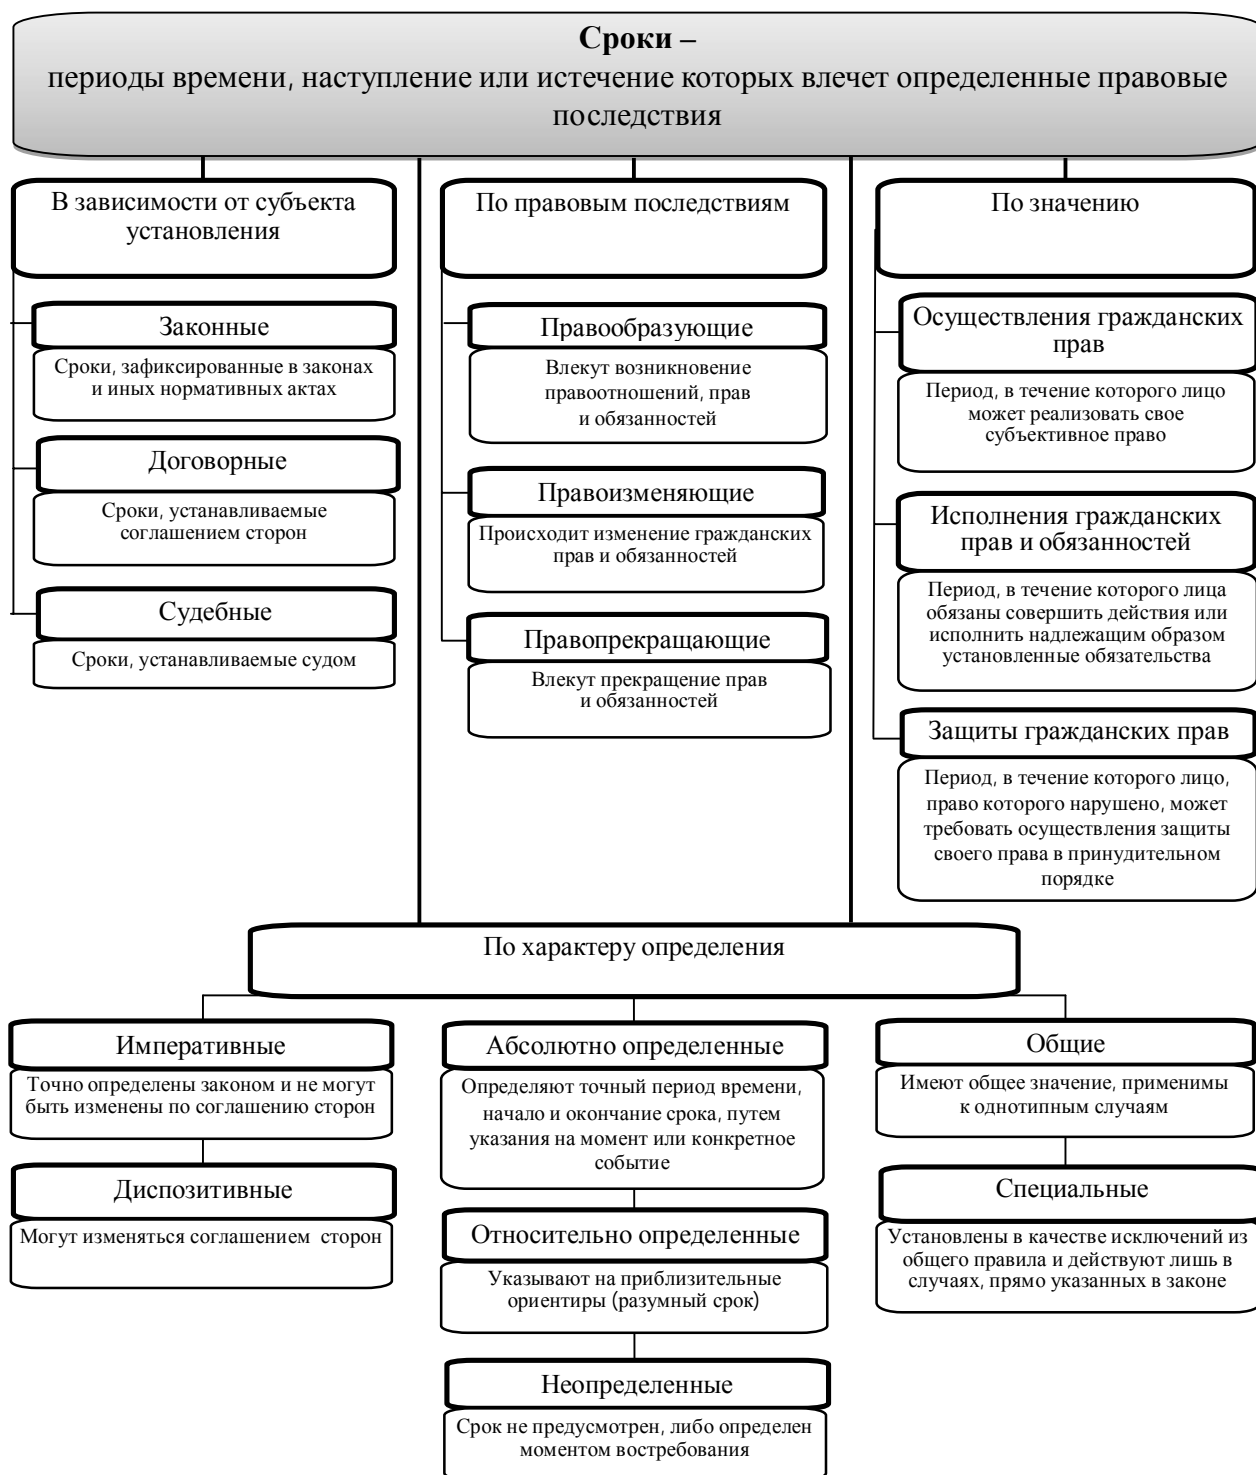 Сроки –
периоды времени, наступление или истечение которых влечет определенные правовые
последствия
В зависимости от субъекта
установления
Законные
Сроки, зафиксированные в законах
и иных нормативных актах
Договорные
Сроки, устанавливаемые
соглашением сторон
Судебные
Сроки, устанавливаемые судом
По правовым последствиям
Правообразующие
Влекут возникновение
правоотношений, прав
и обязанностей
Правоизменяющие
Происходит изменение гражданских
прав и обязанностей
Правопрекращающие
Влекут прекращение прав
и обязанностей
По значению
Осуществления гражданских
прав
Период, в течение которого лицо
может реализовать свое
субъективное право
Исполнения гражданских
прав и обязанностей
Период, в течение которого лица
обязаны совершить действия или
исполнить надлежащим образом
установленные обязательства
Защиты гражданских прав
Период, в течение которого лицо,
право которого нарушено, может
требовать осуществления защиты
своего права в принудительном
порядке
По характеру определения
Императивные
Точно определены законом и не могут
быть изменены по соглашению сторон
Диспозитивные
Могут изменяться соглашением сторон
Абсолютно определенные
Определяют точный период времени,
начало и окончание срока, путем
указания на момент или конкретное
событие
Относительно определенные
Указывают на приблизительные
ориентиры (разумный срок)
Неопределенные
Срок не предусмотрен, либо определен
моментом востребования
Общие
Имеют общее значение, применимы
к однотипным случаям
Специальные
Установлены в качестве исключений из
общего правила и действуют лишь в
случаях, прямо указанных в законе